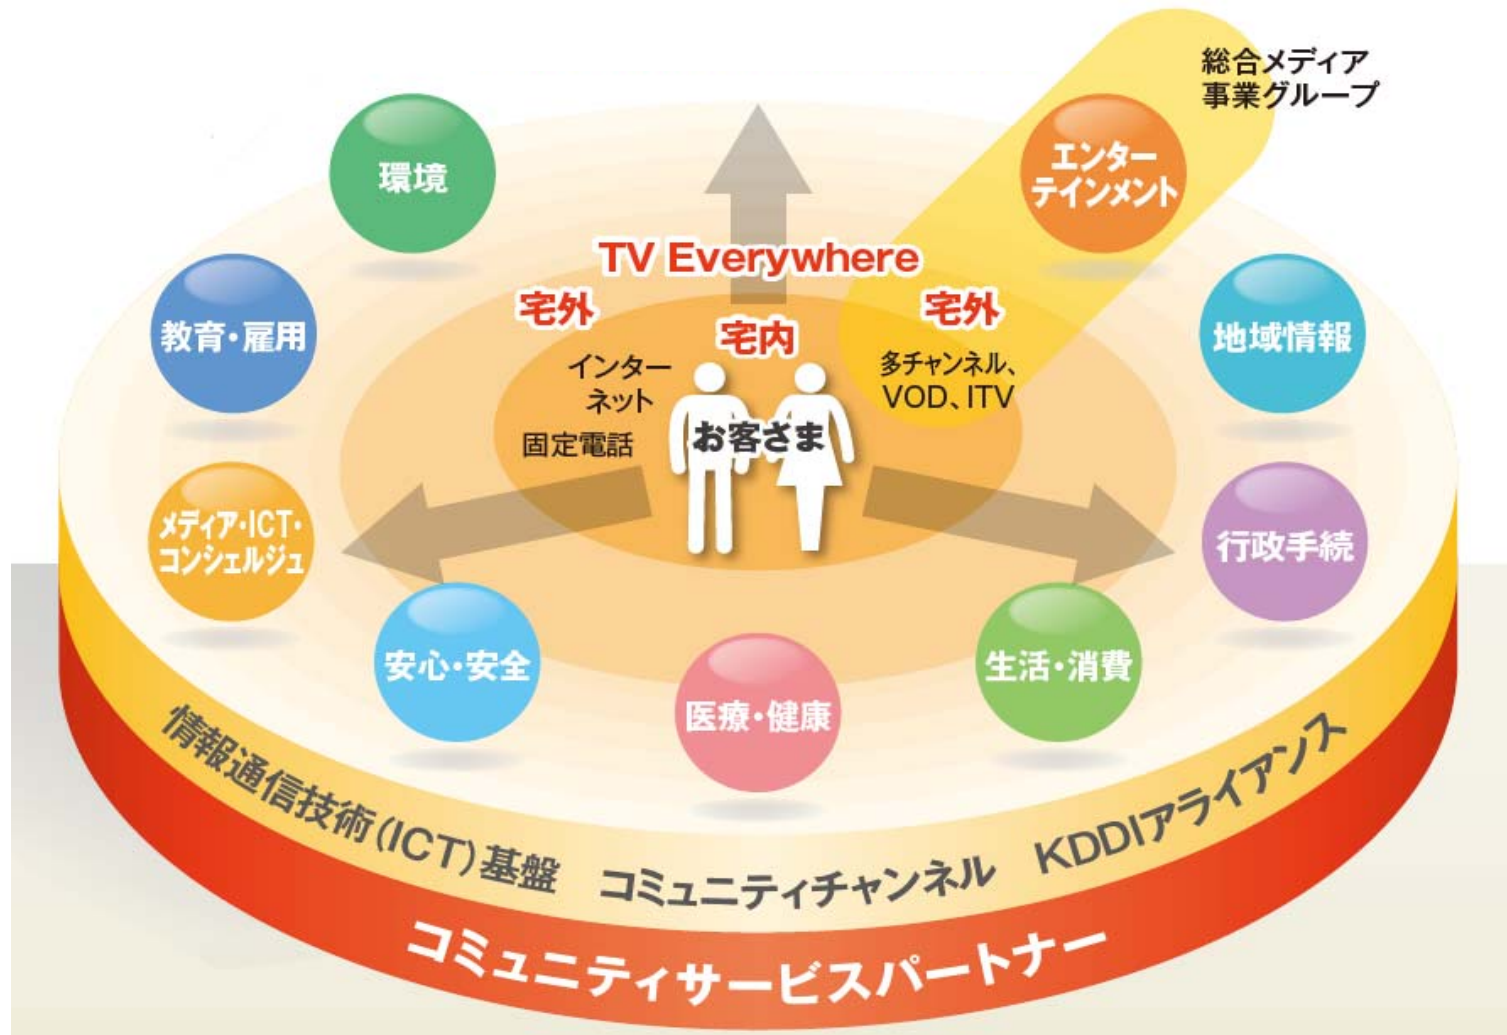 総合メディア
事業グループ
環境
エンター
テインメント
TV Everywhere
教育・雇用
宅外
宅内
宅外
地域情報
インター
ネット
固定電話
お客さま
多チャンネル、
VOD、ITV
メディア・ICT・
コンシェルジュ
行政手続
安心・安全
医療・健康
生活・消費
情報通信技術(ICT)基盤 コミュニティチャンネル KDDIアライアンス
コミュニティサービスパートナー